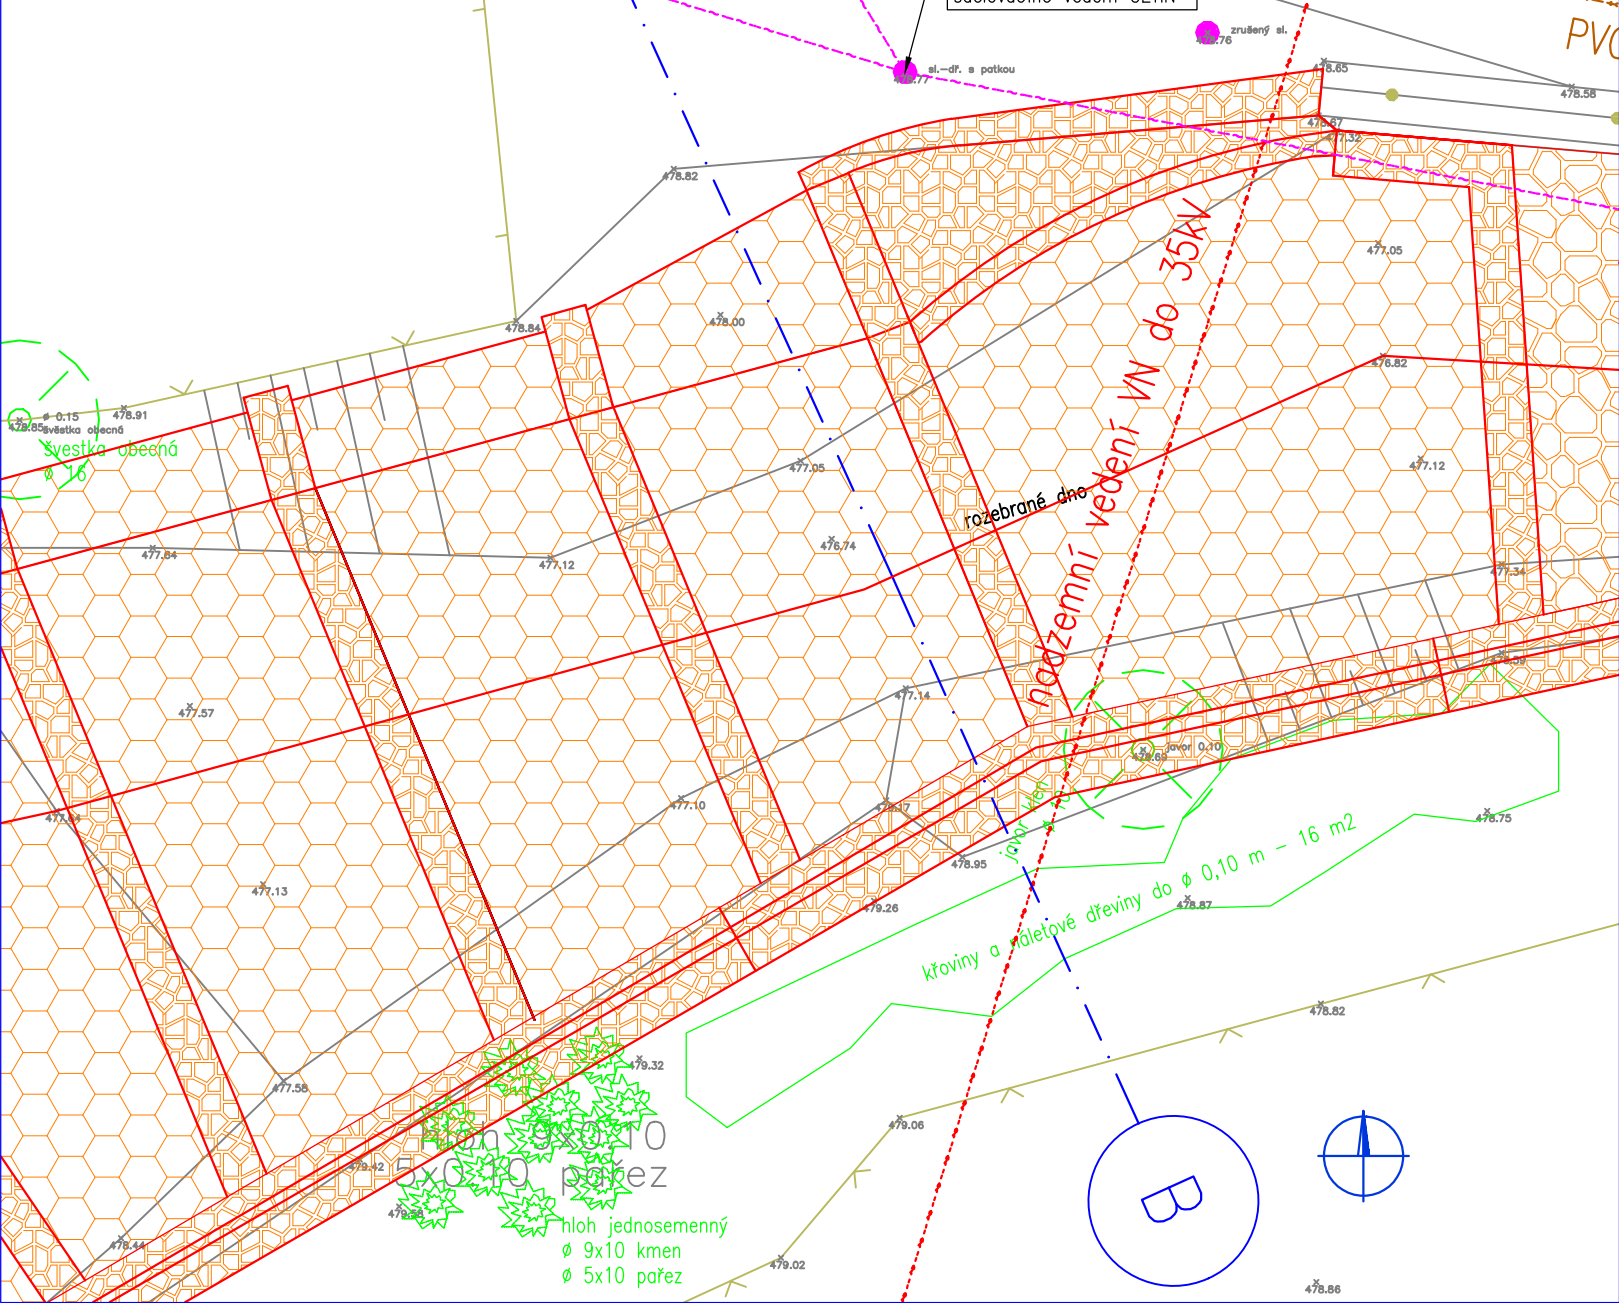 zrušený sl.
478.76
PVC
sl.-dř. s patkou
478.65
478.58
477.32
478.82
477.05
478.00
nadzemní vedení VN do 35kV
478.84
476.82
ø 0.15
švestka obecná
478.91
švestka obecná
ø 16
477.05
477.12
rozebrané dno
476.74
477.64
477.12
477.34
477.57
477.14
javor 0.10
477.10
478.75
křoviny a náletové dřeviny do ø 0,10 m - 16 m2
478.95
477.13
479.26
478.87
478.82
479.32
477.58
479.06
Hloh 9x0.10
5x0.10 pařez
479.42
hloh jednosemenný
ø 9x10 kmen
ø 5x10 pařez
B
478.44
479.02
478.86